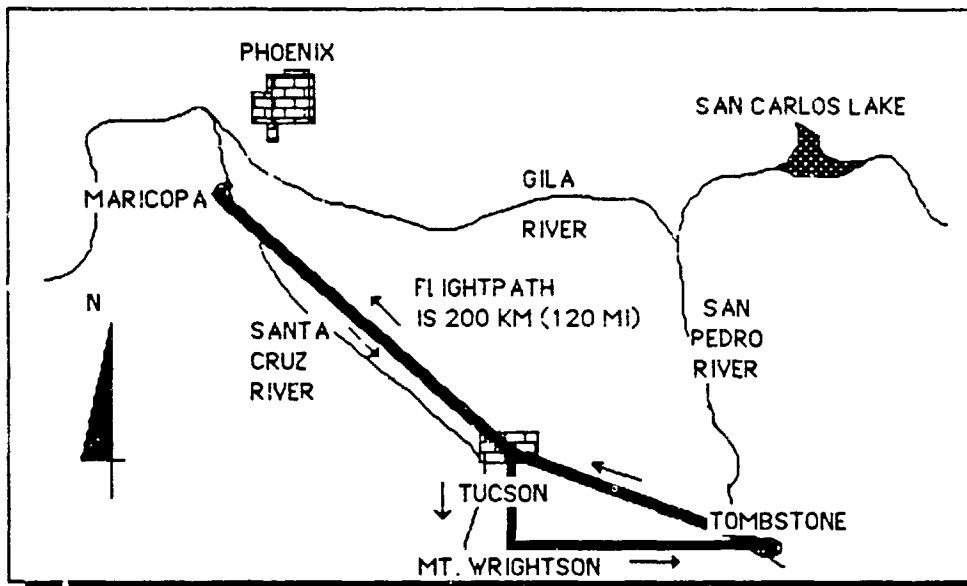 PHOENIX
SAN CARLOS LAKE
MARICOPA
GILA
RIVER
N
FLIGHTPATH
IS 200 KM (120 MI)
SANTA
CRUZ
RIVER
SAN
PEDRO
RIVER
TUCSON
TOMBSTONE
MT. WRIGHTSON